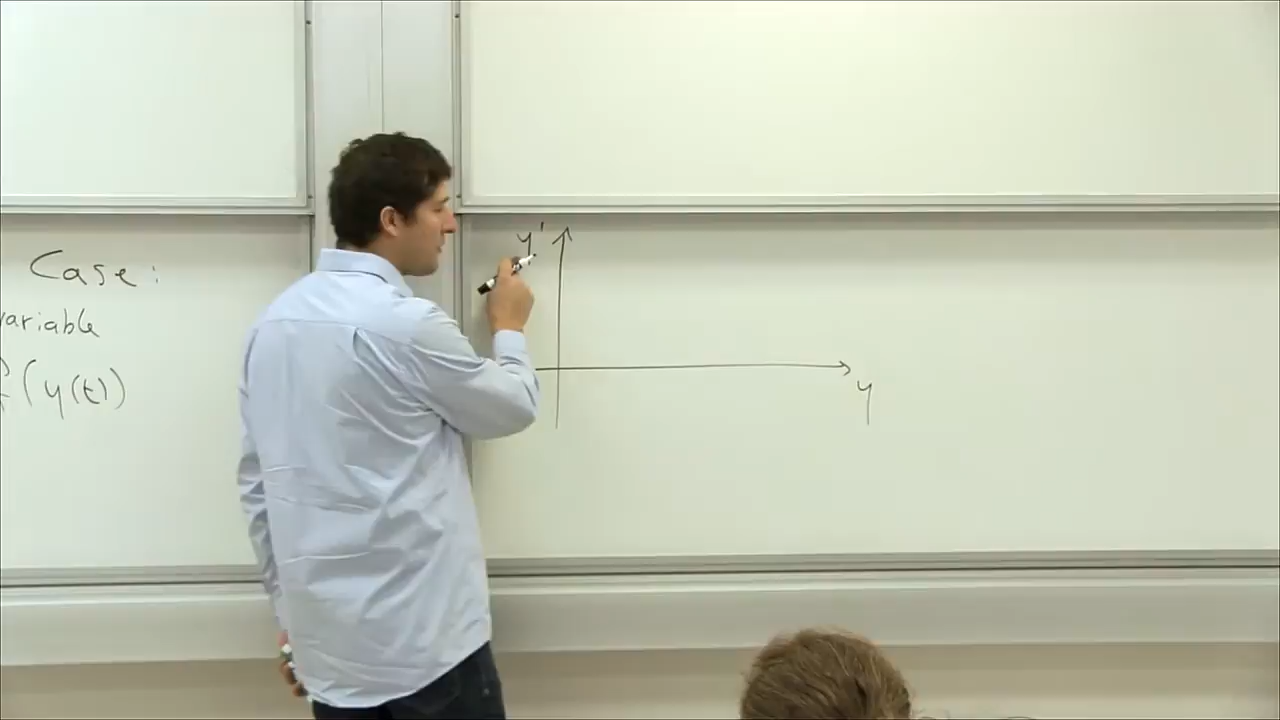 Case:
variable
f(y(t))
y'
y